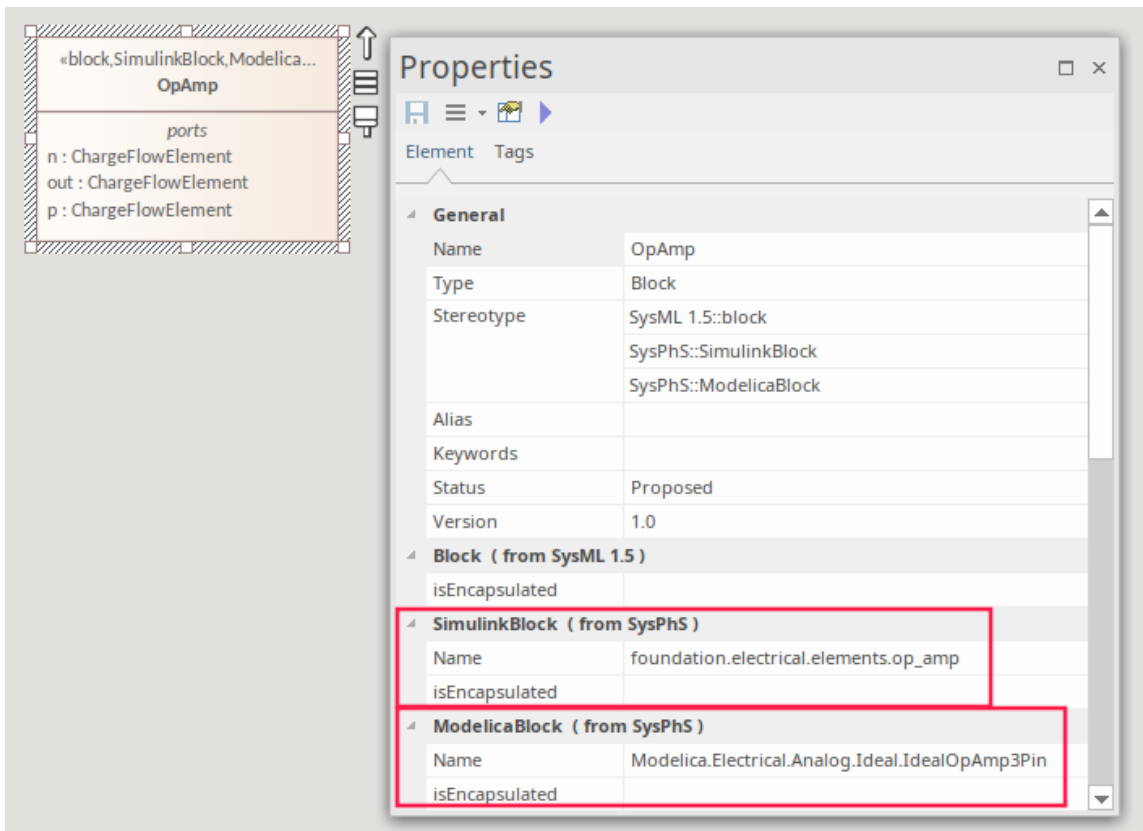 «block,SimulinkBlock,Modelica...
OpAmp
ports
n : ChargeFlowElement
out : ChargeFlowElement
p : ChargeFlowElement
Properties
Element Tags
General
Name OpAmp
Type Block
Stereotype SysML 1.5::block
SysPhS::SimulinkBlock
SysPhS::ModelicaBlock
Alias
Keywords
Status Proposed
Version 1.0
Block ( from SysML 1.5 )
isEncapsulated
SimulinkBlock ( from SysPhS )
Name foundation.electrical.elements.op_amp
isEncapsulated
ModelicaBlock ( from SysPhS )
Name Modelica.Electrical.Analog.Ideal.IdealOpAmp3Pin
isEncapsulated